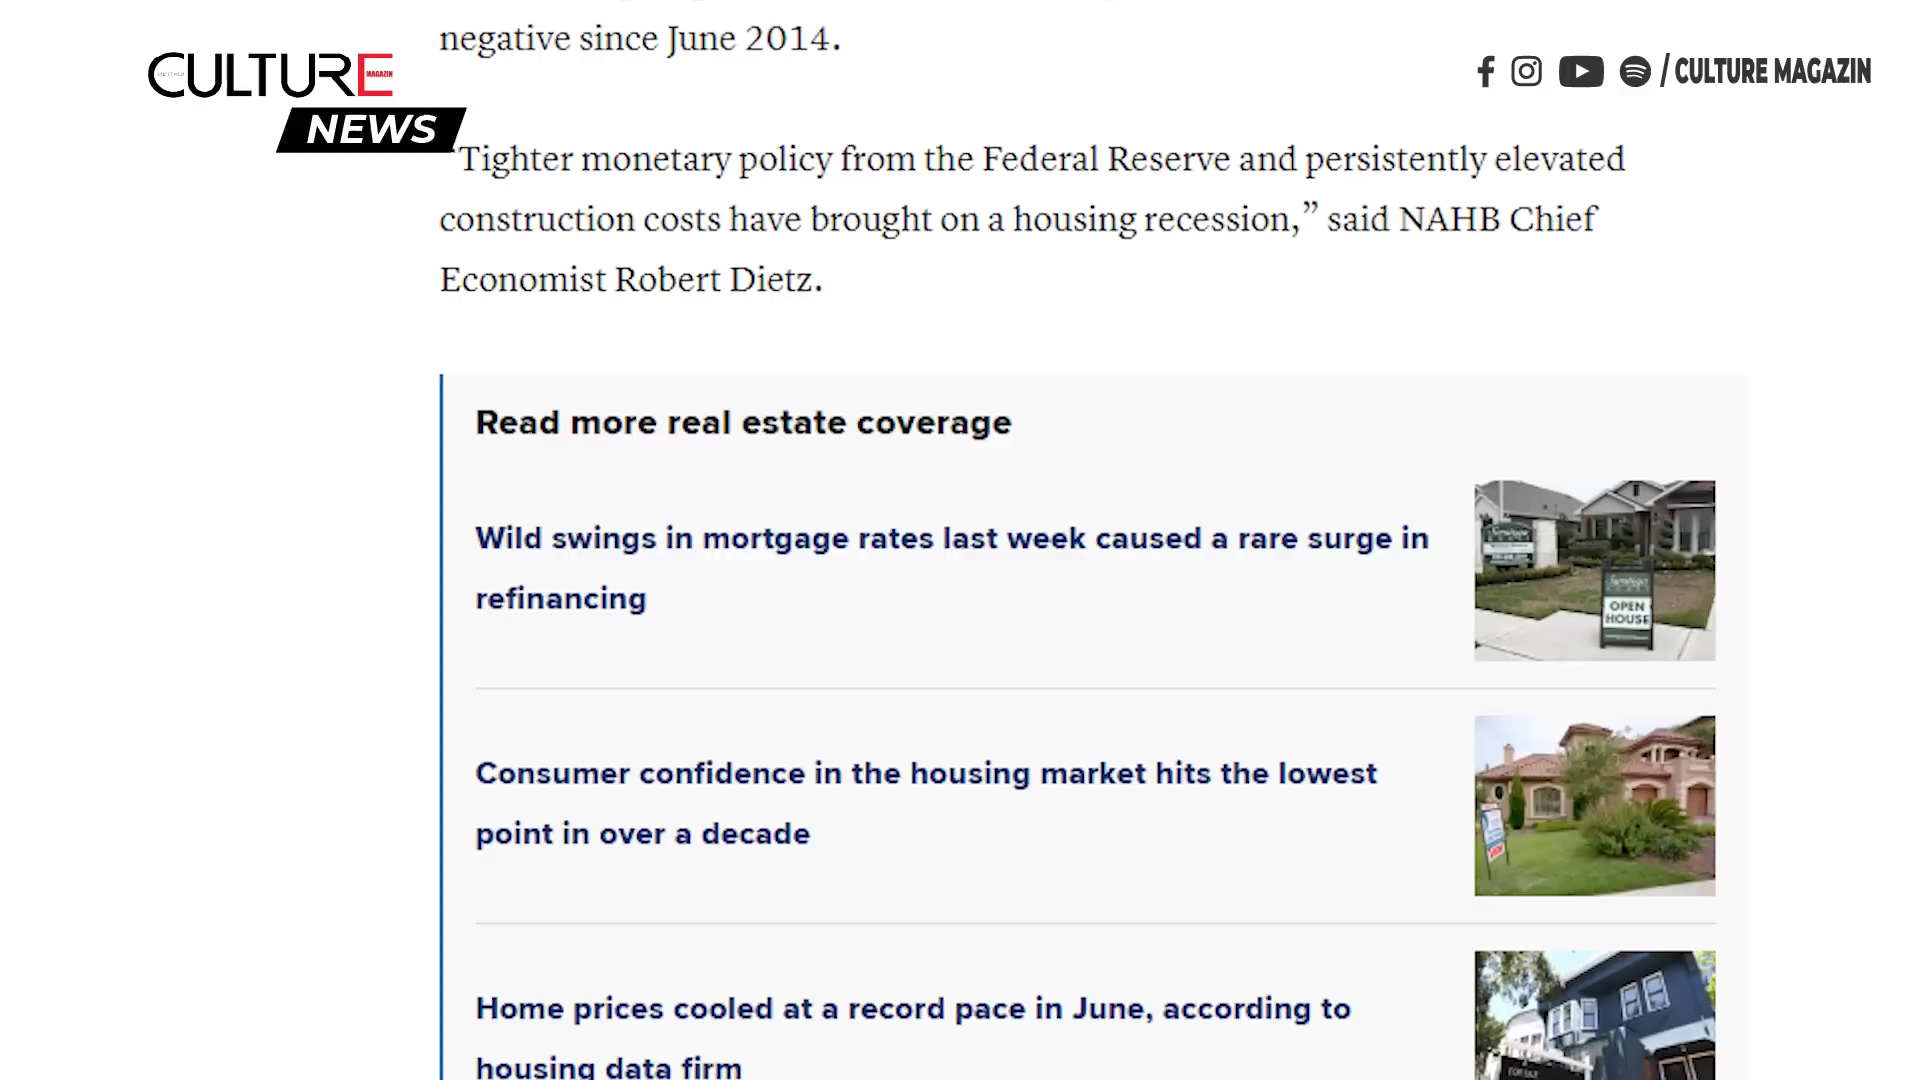 negative since June 2014.
CULTURE
MAGAZIN
NEWS
/ CULTURE MAGAZIN
“Tighter monetary policy from the Federal Reserve and persistently elevated
construction costs have brought on a housing recession,” said NAHB Chief
Economist Robert Dietz.
Read more real estate coverage
Wild swings in mortgage rates last week caused a rare surge in
refinancing
OPEN
HOUSE
Consumer confidence in the housing market hits the lowest
point in over a decade
Home prices cooled at a record pace in June, according to
housing data firm
FOR SALE